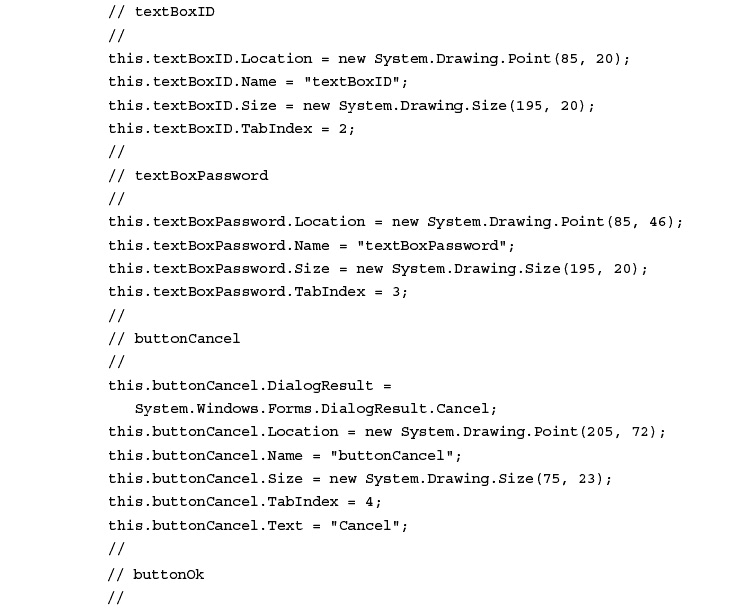 // textBoxID
//
this.textBoxID.Location = new System.Drawing.Point(85, 20);
this.textBoxID.Name = "textBoxID";
this.textBoxID.Size = new System.Drawing.Size(195, 20);
this.textBoxID.TabIndex = 2;
//
// textBoxPassword
//
this.textBoxPassword.Location = new System.Drawing.Point(85, 46);
this.textBoxPassword.Name = "textBoxPassword";
this.textBoxPassword.Size = new System.Drawing.Size(195, 20);
this.textBoxPassword.TabIndex = 3;
//
// buttonCancel
//
this.buttonCancel.DialogResult =
   System.Windows.Forms.DialogResult.Cancel;
this.buttonCancel.Location = new System.Drawing.Point(205, 72);
this.buttonCancel.Name = "buttonCancel";
this.buttonCancel.Size = new System.Drawing.Size(75, 23);
this.buttonCancel.TabIndex = 4;
this.buttonCancel.Text = "Cancel";
//
// buttonOk
//